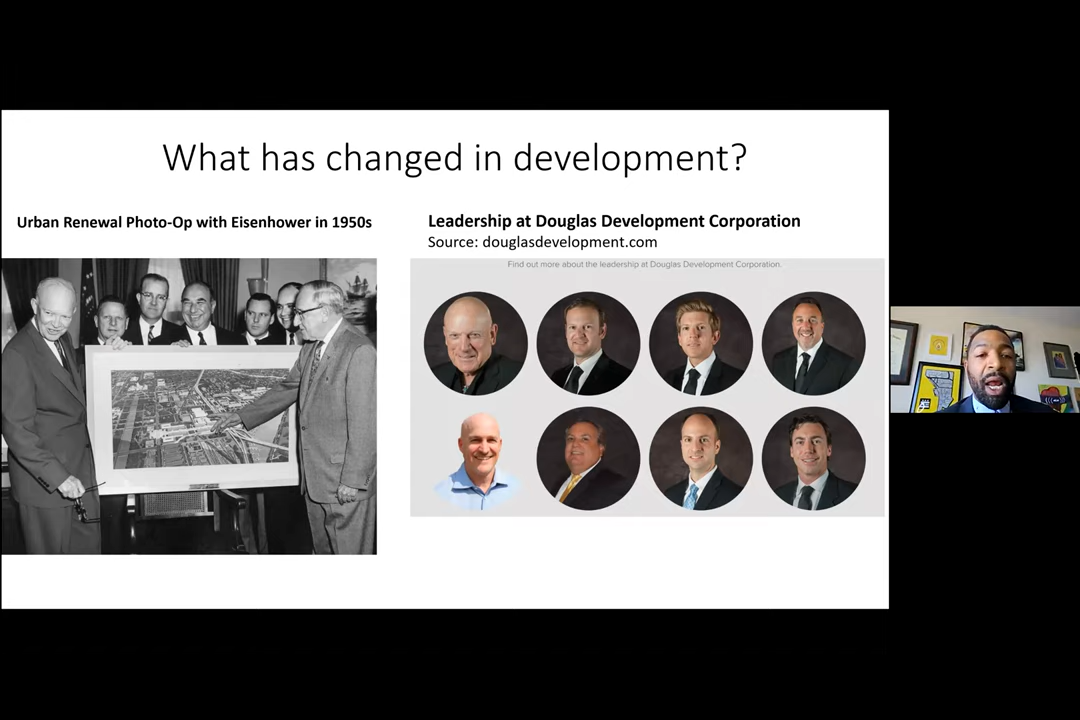 What has changed in development?
Urban Renewal Photo-Op with Eisenhower in 1950s
Leadership at Douglas Development Corporation
Source: douglasdevelopment.com
Find out more about the leadership at Douglas Development Corporation.